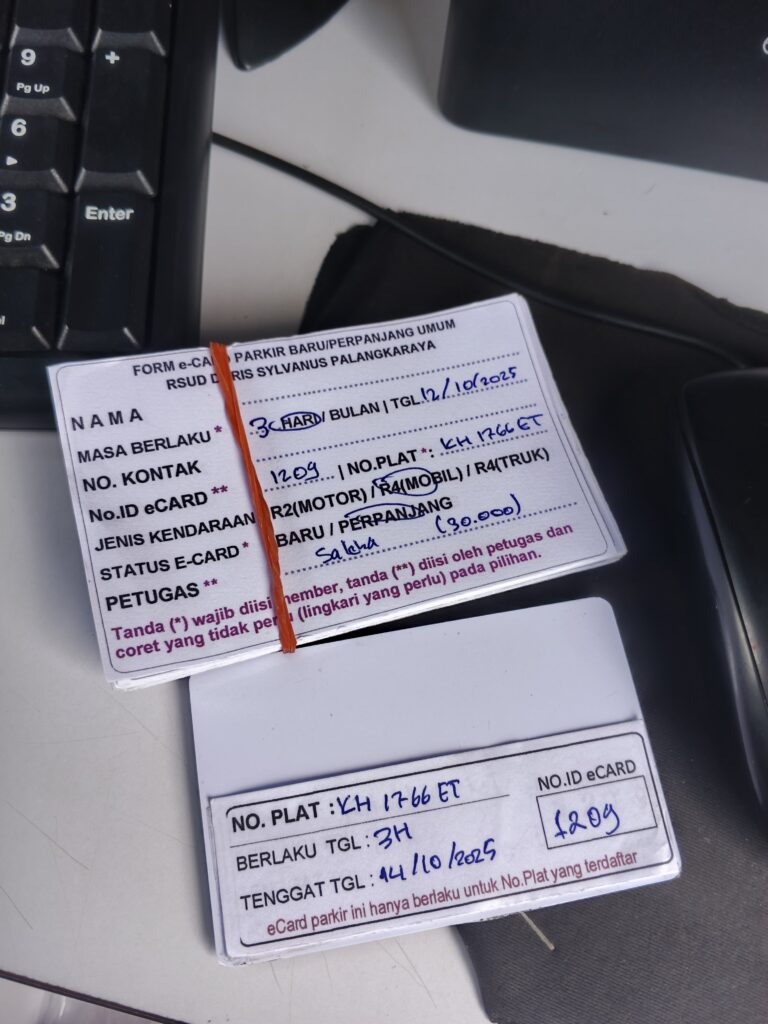 9
Pg Up
+
6
3
Pg Dn
Enter
FORM e-CA D PARKIR BARU/PERPANJANG UMUM
RSUD D RIS SYLVANUS PALANGKARAYA
NAMA
MASA BERLAKU * 3 (HARI / BULAN | TGL 12/10/2025
NO. KONTAK
No.ID eCARD ** 1209 | NO.PLAT *: KH 1766 ET
JENIS KENDARAAN R2(MOTOR) / R4(MOBIL) / R4(TRUK)
STATUS E-CARD * BARU / PERPANJANG
PETUGAS ** (30.000)
Tanda (*) wajib diisi member, tanda (**) diisi oleh petugas dan
coret yang tidak perlu (lingkari yang perlu) pada pilihan.
NO. PLAT : KH 1766 ET
NO.ID eCARD
1209
BERLAKU TGL : 3H
TENGGAT TGL : 14/10/2025
eCard parkir ini hanya berlaku untuk No.Plat yang terdaftar